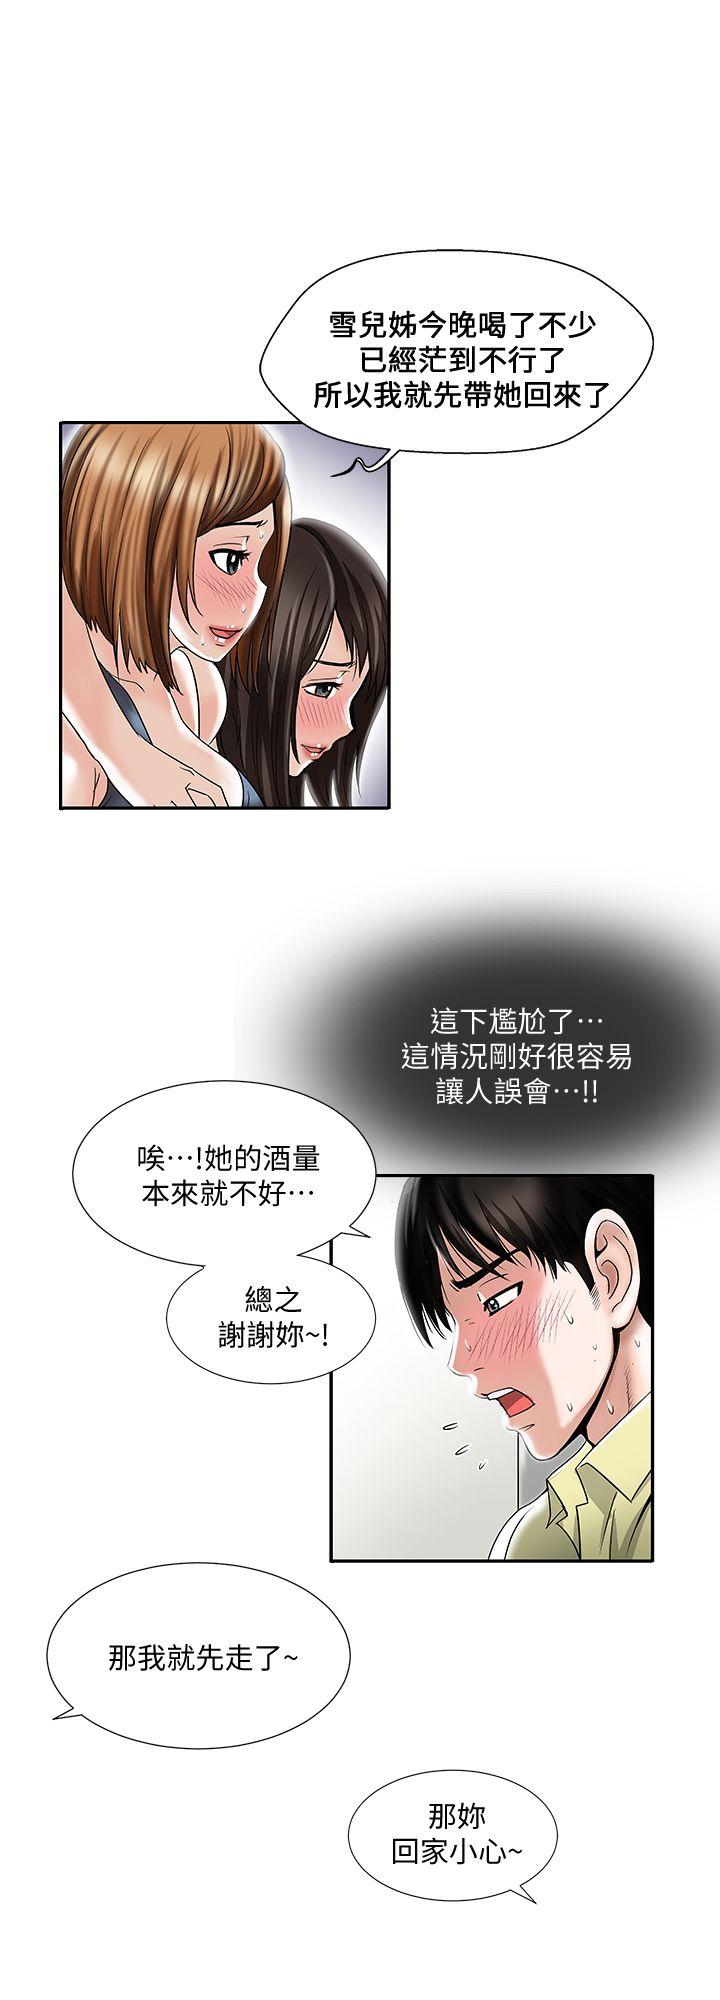 雪兒姊今晚喝了不少
已經茫到不行了
所以我就先帶她回來了
這下尷尬了⋯
這情況剛好很容易
讓人誤會⋯!!
唉⋯!她的酒量
本來就不好⋯
總之
謝謝妳~!
那我就先走了~
那妳
回家小心~